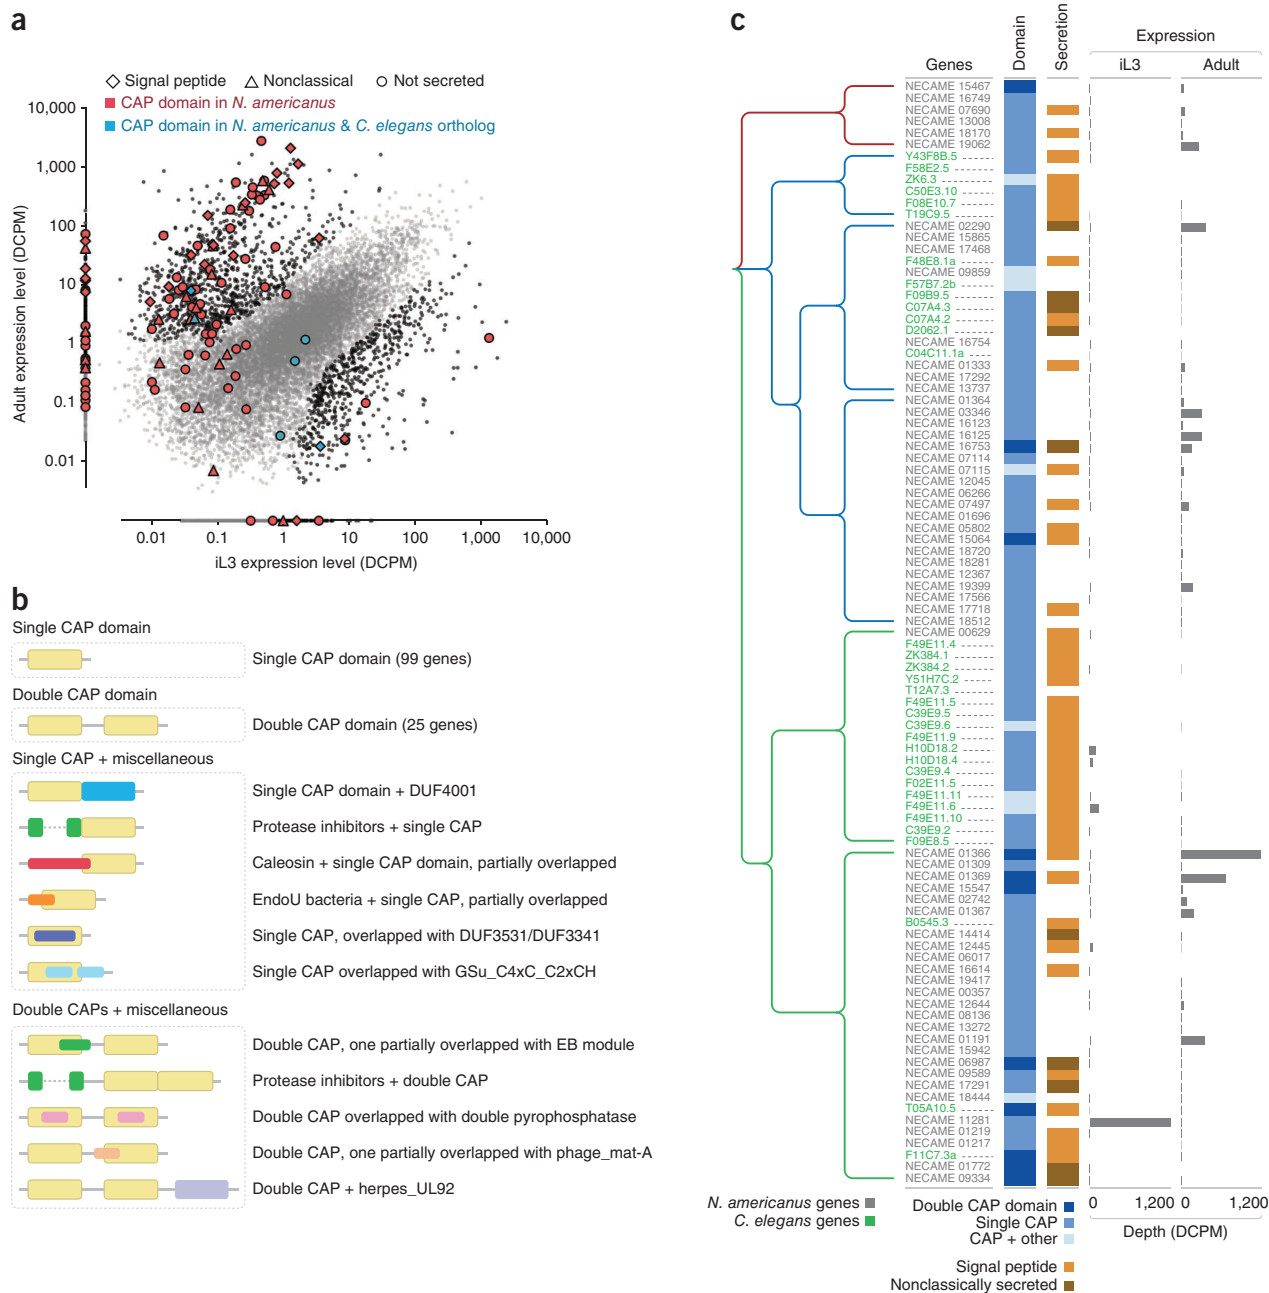 a
Signal peptide
Nonclassical
Not secreted
CAP domain in N. americanus
CAP domain in N. americanus & C. elegans ortholog
Adult expression level (DCPM)
10,000
1,000
100
10
1
0.1
0.01
0.01
0.1
1
10
100
1,000
10,000
iL3 expression level (DCPM)
b
Single CAP domain
Single CAP domain (99 genes)
Double CAP domain
Double CAP domain (25 genes)
Single CAP + miscellaneous
Single CAP domain + DUF4001
Protease inhibitors + single CAP
Caleosin + single CAP domain, partially overlapped
EndoU bacteria + single CAP, partially overlapped
Single CAP, overlapped with DUF3531/DUF3341
Single CAP overlapped with GSu_C4xC_C2xCH
Double CAPs + miscellaneous
Double CAP, one partially overlapped with EB module
Protease inhibitors + double CAP
Double CAP overlapped with double pyrophosphatase
Double CAP, one partially overlapped with phage_mat-A
Double CAP + herpes_UL92
c
Genes
Domain
Secretion
Expression
iL3
Adult
NECAME 15467
NECAME 16749
NECAME 07690
NECAME 13008
NECAME 18170
NECAME 19062
Y43F8B.5
F58E2.5
ZK6.3
C50E3.10
F08E10.7
T19C9.5
NECAME 02290
NECAME 15865
NECAME 17468
F48E8.1a
NECAME 09859
F57B7.2b
F09B9.5
C07A4.3
C07A4.2
D2062.1
NECAME 16754
C04C11.1a
NECAME 01333
NECAME 17292
NECAME 13737
NECAME 01364
NECAME 03346
NECAME 16123
NECAME 16125
NECAME 16753
NECAME 07114
NECAME 07115
NECAME 12045
NECAME 06266
NECAME 07497
NECAME 01696
NECAME 05802
NECAME 15064
NECAME 18720
NECAME 18281
NECAME 12367
NECAME 19399
NECAME 17566
NECAME 17718
NECAME 18512
NECAME 00629
F49E11.4
ZK384.1
ZK384.2
Y51H7C.2
T12A7.3
F49E11.5
C39E9.5
C39E9.6
F49E11.9
H10D18.2
H10D18.4
C39E9.4
F02E11.5
F49E11.11
F49E11.6
F49E11.10
C39E9.2
F09E8.5
NECAME 01366
NECAME 01309
NECAME 01369
NECAME 15547
NECAME 02742
NECAME 01367
B0545.3
NECAME 14414
NECAME 12445
NECAME 06017
NECAME 16614
NECAME 19417
NECAME 00357
NECAME 12644
NECAME 08136
NECAME 13272
NECAME 01191
NECAME 15942
NECAME 06987
NECAME 09589
NECAME 17291
NECAME 18444
T05A10.5
NECAME 11281
NECAME 01219
NECAME 01217
F11C7.3a
NECAME 01772
NECAME 09334
0
1,200
0
1,200
Depth (DCPM)
N. americanus genes
C. elegans genes
Double CAP domain
Single CAP
CAP + other
Signal peptide
Nonclassically secreted